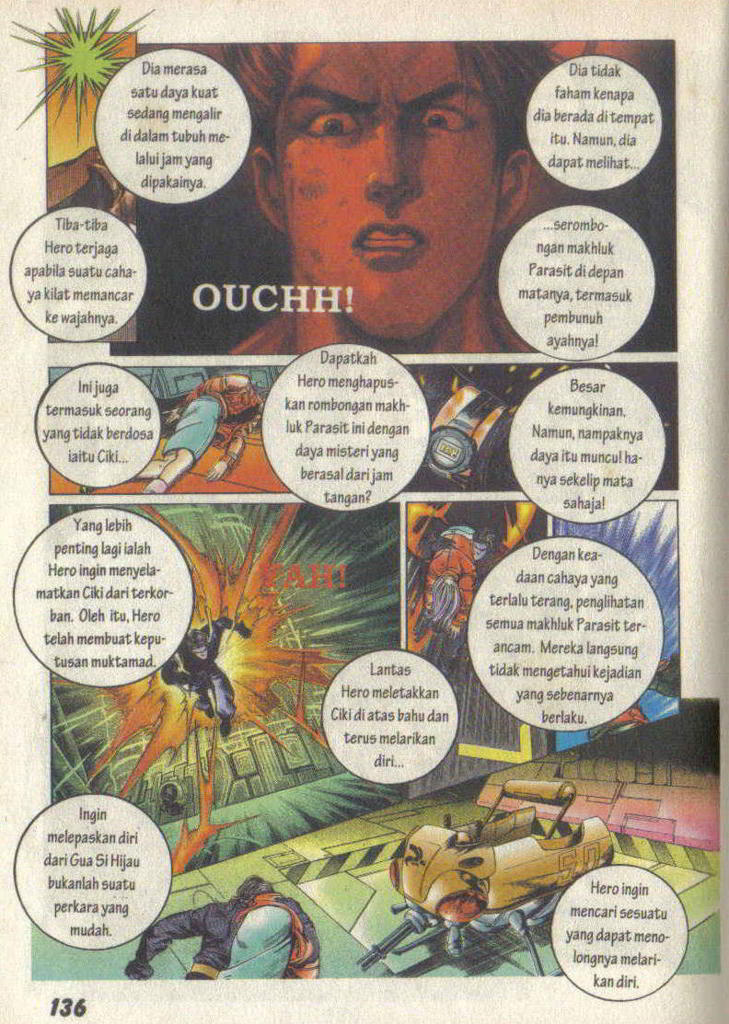 Tiba-tiba
Hero terjaga
apabila suatu caha-
ya kilat memancar
ke wajahnya.
Dia merasa
satu daya kuat
sedang mengalir
di dalam tubuh me-
lalui jam yang
dipakainya.
OUCHH!
Dia tidak
faham kenapa
dia berada di tempat
itu. Namun, dia
dapat melihat...
...serombo-
ngan makhluk
Parasit di depan
matanya, termasuk
pembunuh
ayahnya!
Ini juga
termasuk seorang
yang tidak berdosa
iaitu Ciki...
Dapatkah
Hero menghapus-
kan rombongan makh-
luk Parasit ini dengan
daya misteri yang
berasal dari jam
tangan?
Besar
kemungkinan.
Namun, nampaknya
daya itu muncul ha-
nya sekelip mata
sahaja!
Yang lebih
penting lagi ialah
Hero ingin menyela-
matkan Ciki dari terkor-
ban. Oleh itu, Hero
telah membuat kepu-
tusan muktamad.
YAH!
Dengan kea-
daan cahaya yang
terlalu terang, penglihatan
semua makhluk Parasit ter-
ancam. Mereka langsung
tidak mengetahui kejadian
yang sebenarnya
berlaku.
Lantas
Hero meletakkan
Ciki di atas bahu dan
terus melarikan
diri...
Ingin
melepaskan diri
dari Gua Si Hijau
bukanlah suatu
perkara yang
mudah.
Hero ingin
mencari sesuatu
yang dapat meno-
longnya melari-
kan diri.
136